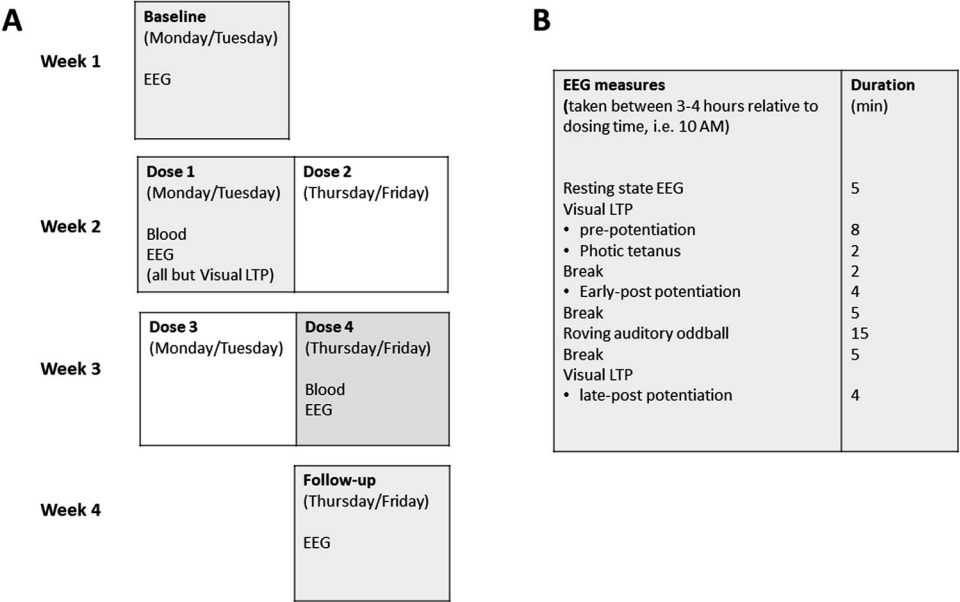 A
Week 1
Baseline
(Monday/Tuesday)
EEG
Week 2
Dose 1
(Monday/Tuesday)
Blood
EEG
(all but Visual LTP)
Dose 2
(Thursday/Friday)
Week 3
Dose 3
(Monday/Tuesday)
Dose 4
(Thursday/Friday)
Blood
EEG
Week 4
Follow-up
(Thursday/Friday)
EEG
B
EEG measures Duration
(taken between 3-4 hours relative to (min)
dosing time, i.e. 10 AM)
Resting state EEG 5
Visual LTP
• pre-potentiation 8
• Photic tetanus 2
Break 2
• Early-post potentiation 4
Break 5
Roving auditory oddball 15
Break 5
Visual LTP
• late-post potentiation 4